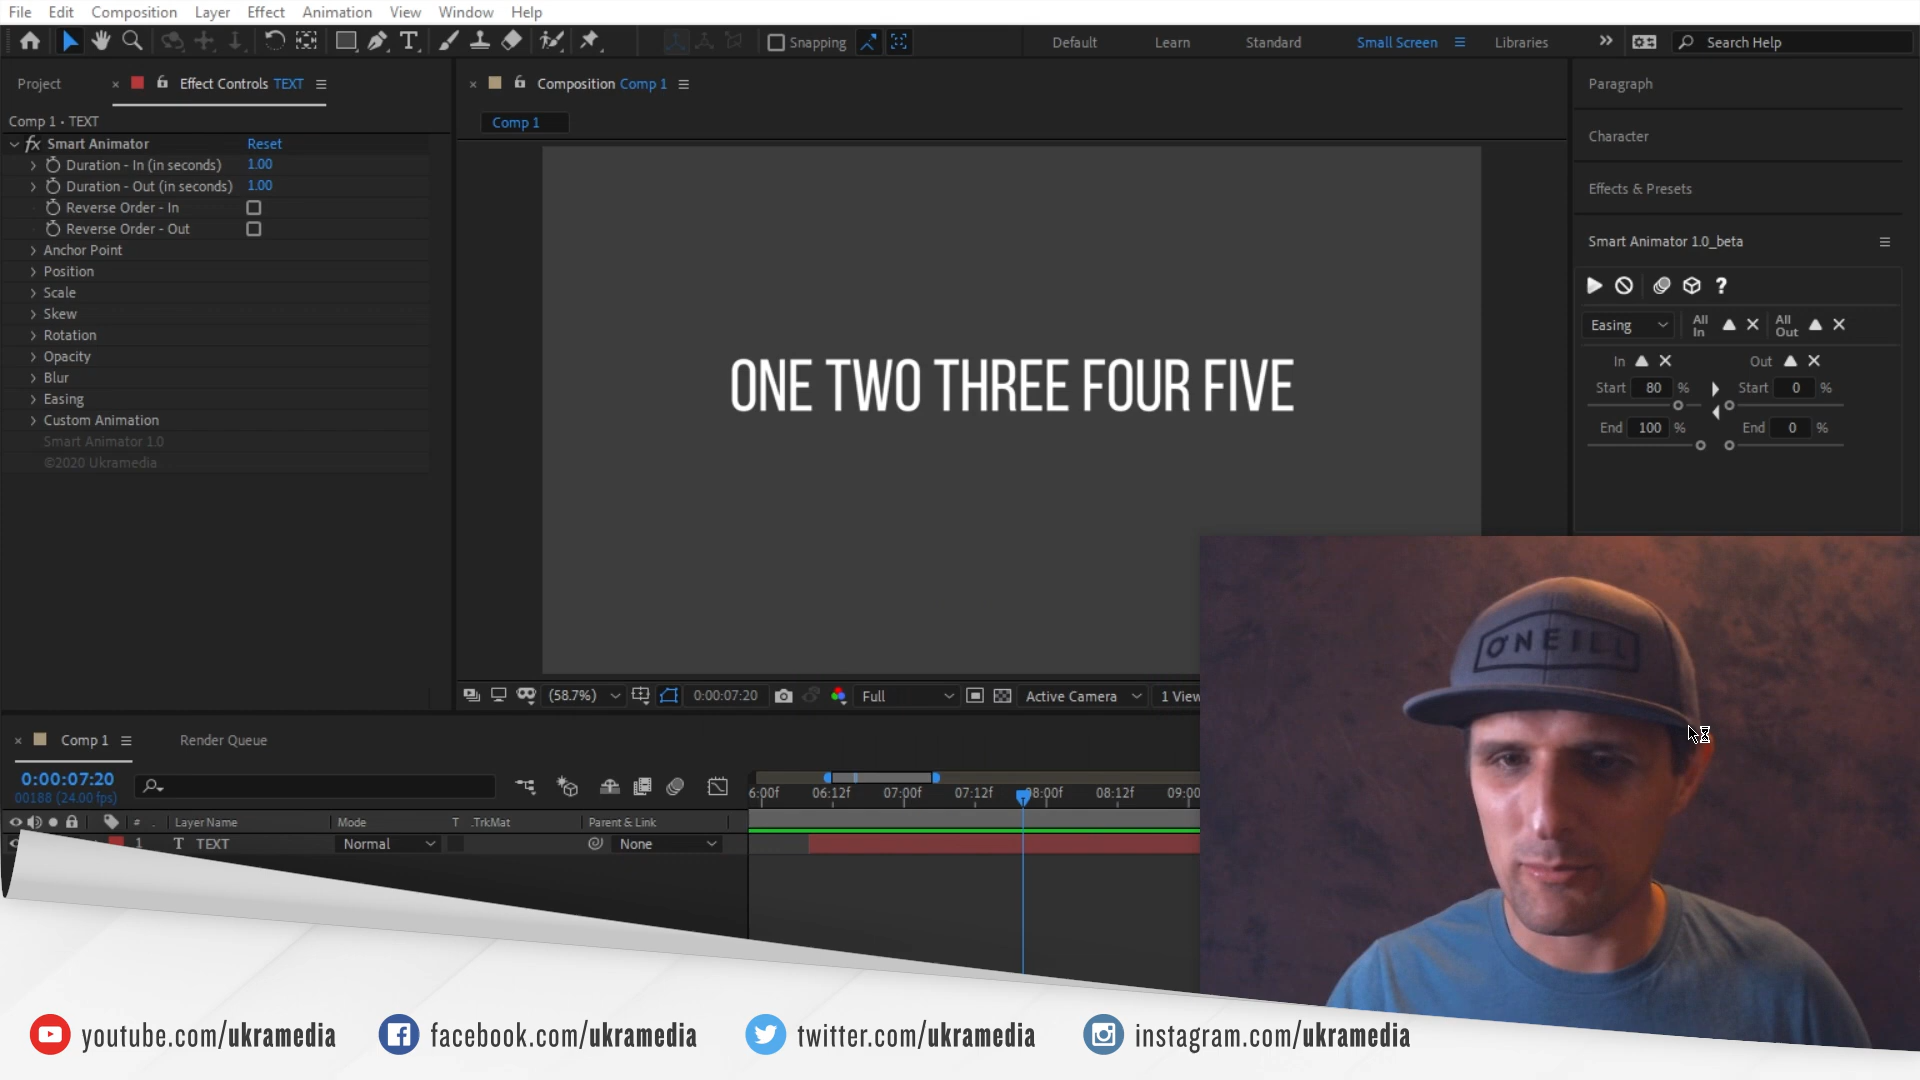 File Edit Composition Layer Effect Animation View Window Help
Snapping Default Learn Standard Small Screen Libraries Search Help
Project Effect Controls TEXT
Comp 1 • TEXT
fx Smart Animator Reset
Duration - In (in seconds) 1.00
Duration - Out (in seconds) 1.00
Reverse Order - In
Reverse Order - Out
Anchor Point
Position
Scale
Skew
Rotation
Opacity
Blur
Easing
Custom Animation
Smart Animator 1.0
©2020 Ukramedia
Composition Comp 1
Comp 1
ONE TWO THREE FOUR FIVE
(58.7%) 0:00:07:20 Full Active Camera 1 View
Paragraph
Character
Effects & Presets
Smart Animator 1.0_beta
Easing All In All Out
In Out
Start 80 % Start 0 %
End 100 % End 0 %
O'NEILL
Comp 1 Render Queue
0:00:07:20
00188 (24.00 fps)
6:00f 06:12f 07:00f 07:12f 08:00f 08:12f 09:00
# Layer Name Mode T .TrkMat Parent & Link
1 T TEXT Normal None
youtube.com/ukramedia facebook.com/ukramedia twitter.com/ukramedia instagram.com/ukramedia